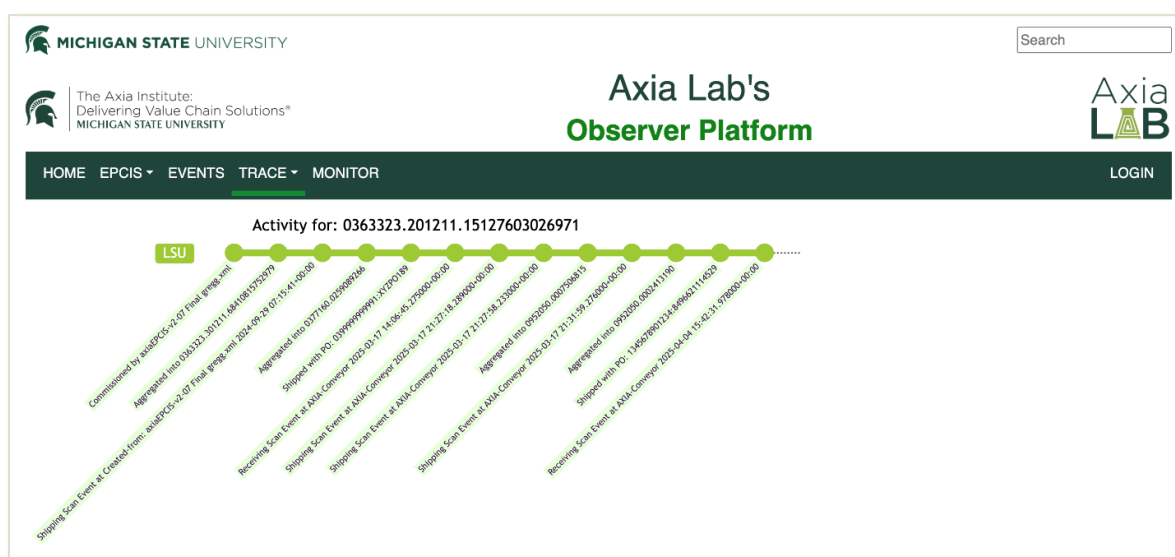 MICHIGAN STATE UNIVERSITY
Search
The Axia Institute:
Delivering Value Chain Solutions®
MICHIGAN STATE UNIVERSITY
Axia Lab's
Observer Platform
Axia
LAB
HOME EPCIS EVENTS TRACE MONITOR LOGIN
Activity for: 0363323.201211.15127603026971
LSU
Commissioned by axiaEPCIS-v2-07 Final gregg.xml
Aggregated into 0363323.301211.68410815752979
Shipping Scan Event at Created-from: axiaEPCIS-v2-07 Final gregg.xml 2024-09-29 07:15:41+00:00
Aggregated into 0377160.0259089266
Shipped with PO: 0399999999991:XYZPO189
Receiving Scan Event at AXIA-Conveyor 2025-03-17 14:06:45.275000+00:00
Shipping Scan Event at AXIA-Conveyor 2025-03-17 21:27:18.289000+00:00
Shipping Scan Event at AXIA-Conveyor 2025-03-17 21:27:58.233000+00:00
Aggregated into 0952050.0007506815
Shipping Scan Event at AXIA-Conveyor 2025-03-17 21:31:59.276000+00:00
Aggregated into 0952050.0002413190
Shipped with PO: 1345678901234:8496621114529
Receiving Scan Event at AXIA-Conveyor 2025-04-04 15:42:31.978000+00:00